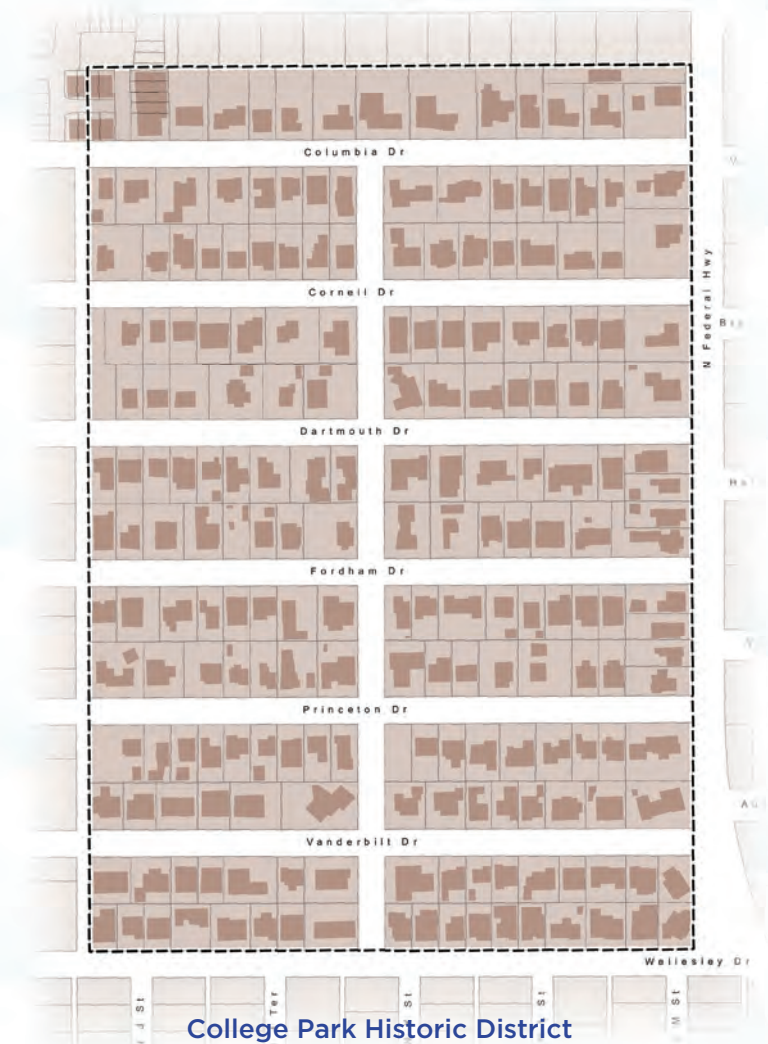 Columbia Dr
N Federal Hwy
Cornell Dr
Dartmouth Dr
Fordham Dr
Princeton Dr
Vanderbilt Dr
Wellesley Dr
J St
Ter
St
St
M St
College Park Historic District